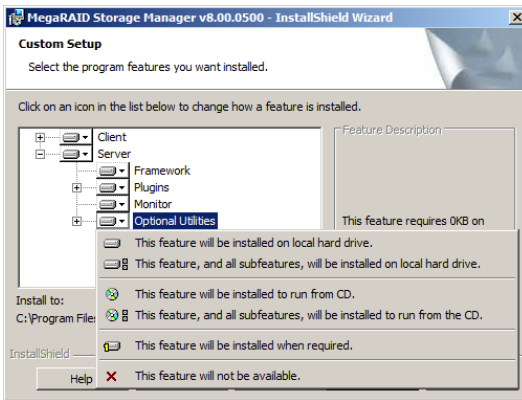 MegaRAID Storage Manager v8.00.0500 - InstallShield Wizard
Custom Setup
Select the program features you want installed.
Click on an icon in the list below to change how a feature is installed.
Client
Server
Framework
Plugins
Monitor
Optional Utilities
Feature Description
This feature requires 0KB on
This feature will be installed on local hard drive.
This feature, and all subfeatures, will be installed on local hard drive.
This feature will be installed to run from CD.
This feature, and all subfeatures, will be installed to run from the CD.
This feature will be installed when required.
This feature will not be available.
Install to:
C:\Program Files
InstallShield
Help